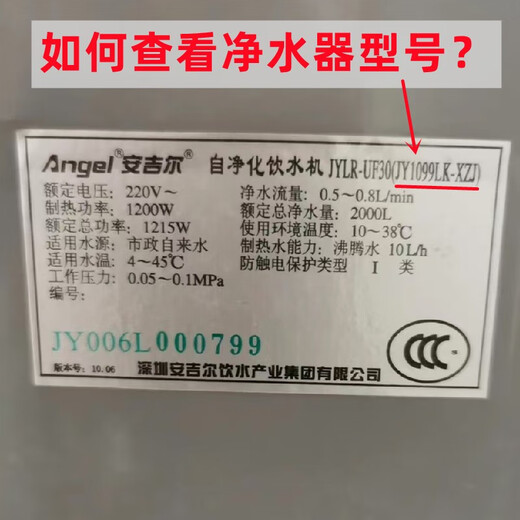 如何查看净水器型号？
Angel® 安吉尔® 自净化饮水机 JYLR-UF30(JY1099LK-XZJ)
额定电压：220V～ 净水流量：0.5～0.8L/min
制热功率：1200W 额定总净水量：2000L
额定总功率：1215W 使用环境温度：10～38℃
适用水源：市政自来水 制热水能力：沸腾水 10L/h
适用水温：4～45℃ 防触电保护类型 I 类
工作压力：0.05～0.1MPa
编号：
JY006L000799
版本号：10.06 深圳安吉尔饮水产业集团有限公司
CCC